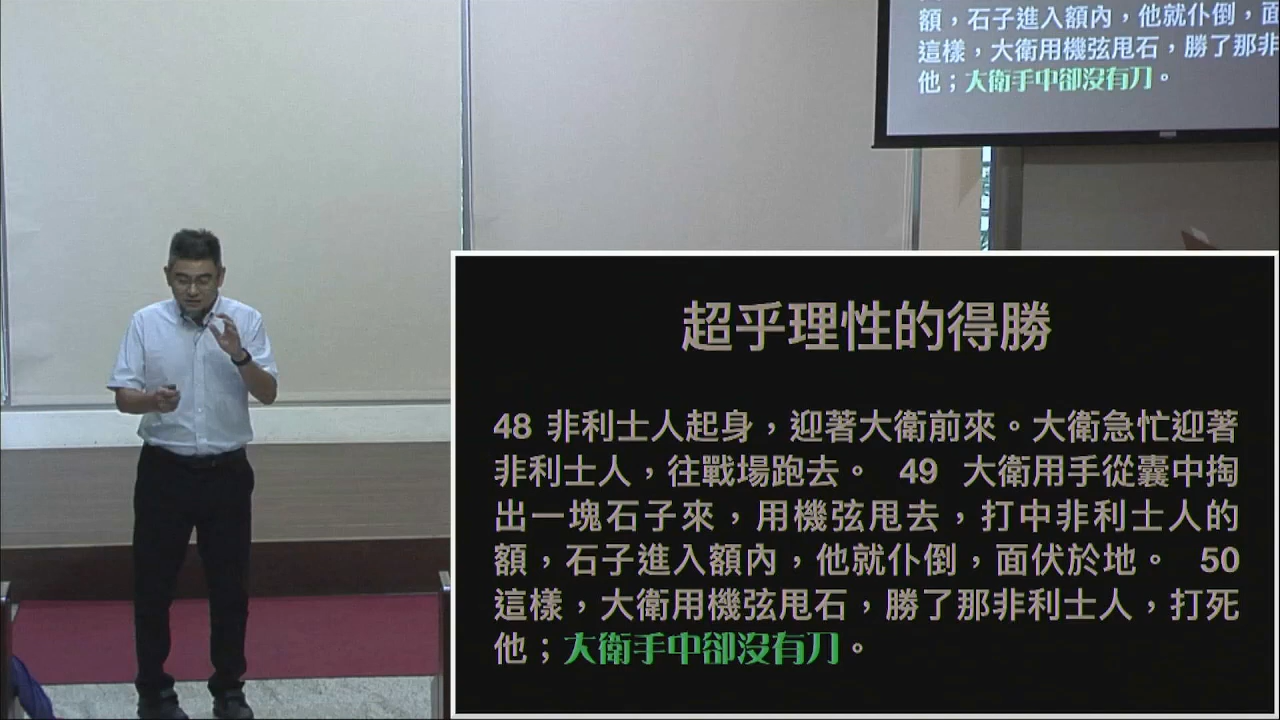 額，石子進入額內，他就仆倒，面
這樣，大衛用機弦甩石，勝了那非
他；大衛手中卻沒有刀。
超乎理性的得勝
48 非利士人起身，迎著大衛前來。大衛急忙迎著
非利士人，往戰場跑去。 49 大衛用手從囊中掏
出一塊石子來，用機弦甩去，打中非利士人的
額，石子進入額內，他就仆倒，面伏於地。 50
這樣，大衛用機弦甩石，勝了那非利士人，打死
他；大衛手中卻沒有刀。